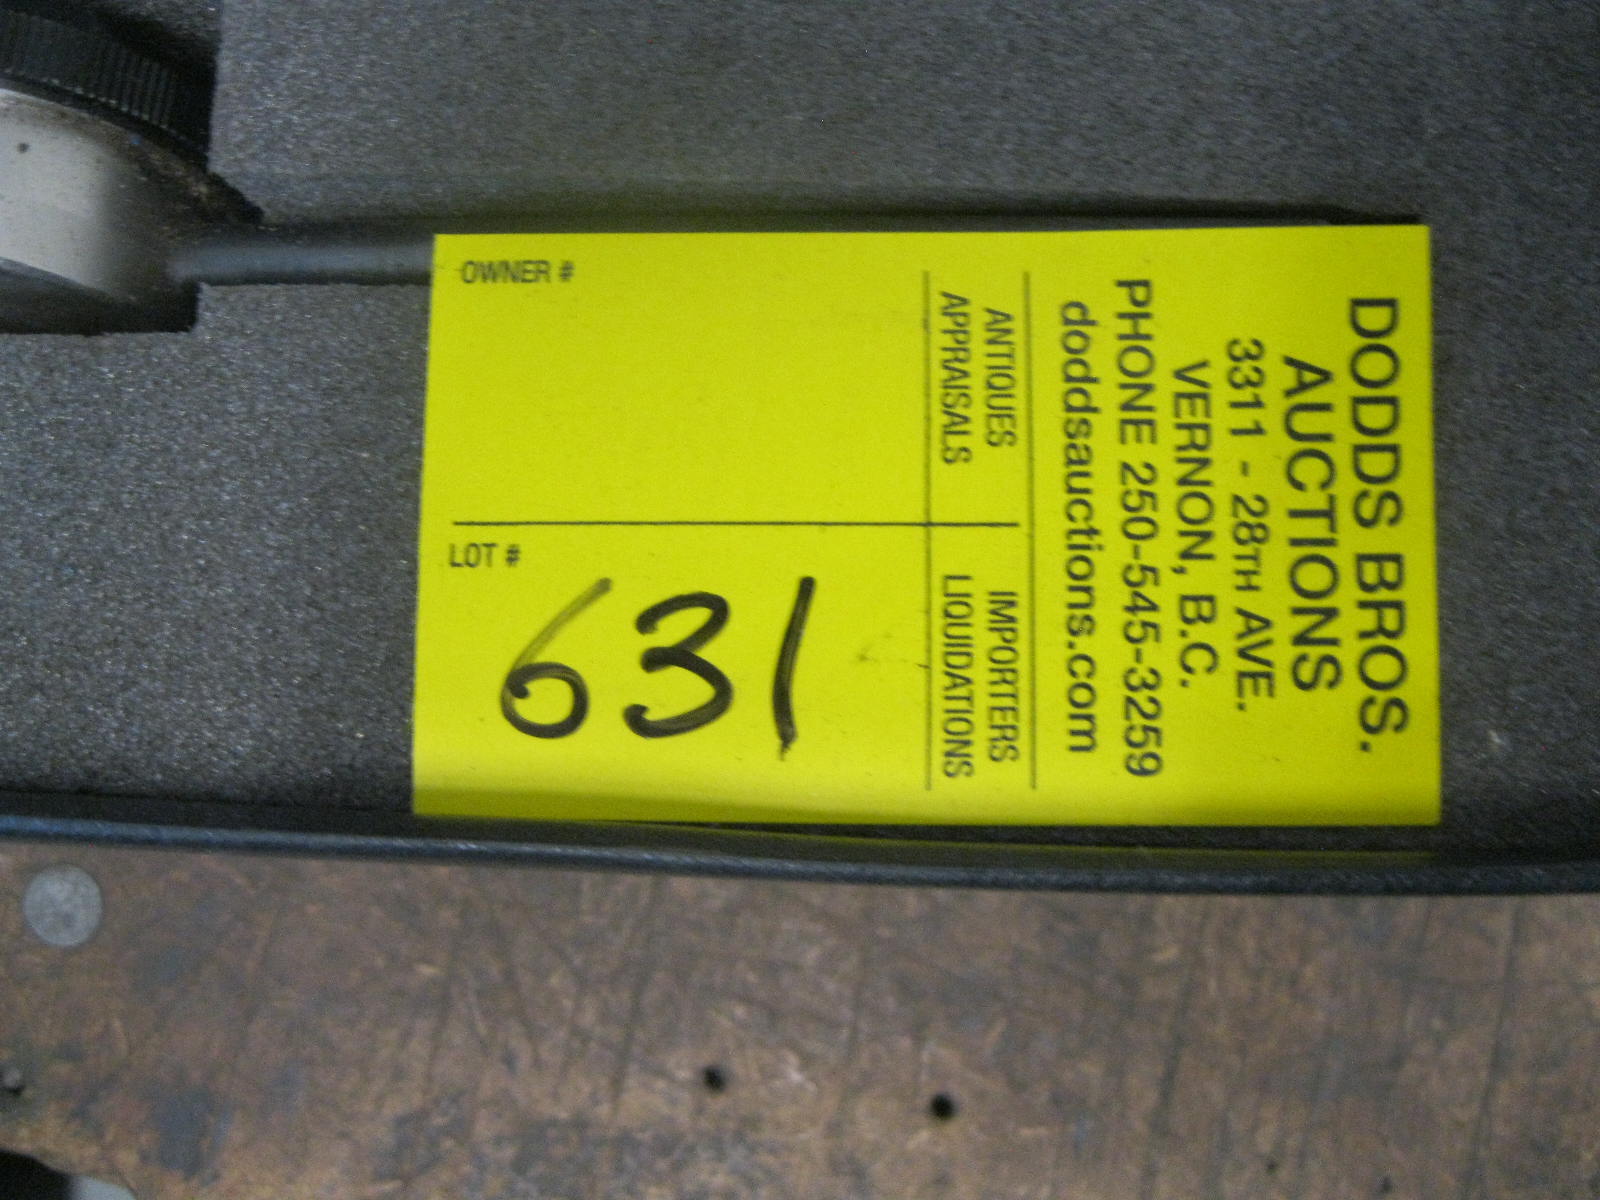 DODDS BROS.
AUCTIONS
3311 - 28TH AVE.
VERNON, B.C.
PHONE 250-545-3259
doddsauctions.com
ANTIQUES
APPRAISALS
IMPORTERS
LIQUIDATIONS
OWNER #
LOT #
631